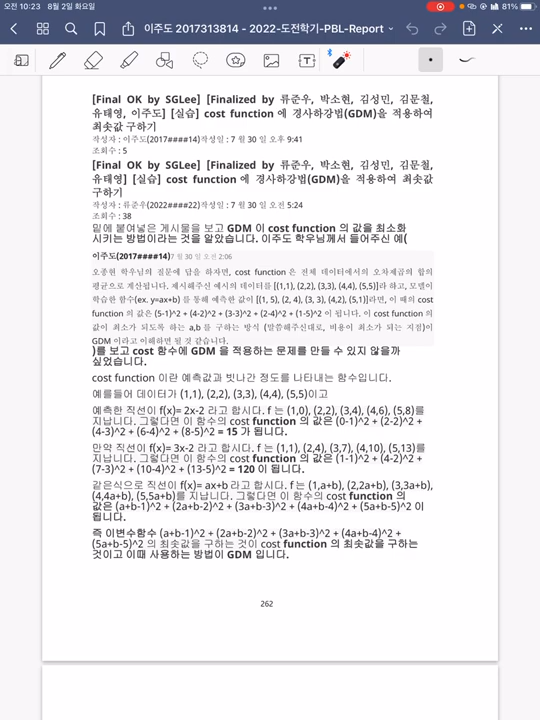 오전 10:23 8월 2일 화요일
81%
이주도 2017313814 - 2022-도전학기-PBL-Report
[Final OK by SGLee] [Finalized by 류준우, 박소현, 김성민, 김문철,
유태영, 이주도] [실습] cost function 에 경사하강법(GDM)을 적용하여
최솟값 구하기
작성자 : 이주도(2017####14)작성일 : 7 월 30 일 오후 9:41
조회수 : 5
[Final OK by SGLee] [Finalized by 류준우, 박소현, 김성민, 김문철,
유태영] [실습] cost function 에 경사하강법(GDM)을 적용하여 최솟값
구하기
작성자 : 류준우(2022####22)작성일 : 7 월 30 일 오전 5:24
조회수 : 38
밑에 붙여넣은 게시물을 보고 GDM 이 cost function 의 값을 최소화
시키는 방법이라는 것을 알았습니다. 이주도 학우님께서 들어주신 예(
이주도(2017####14)7 월 30 일 오전 2:06
오종현 학우님의 질문에 답을 하자면, cost function 은 전체 데이터에서의 오차제곱의 합의
평균으로 계산됩니다. 제시해주신 예시의 데이터를 [(1,1), (2,2), (3,3), (4,4), (5,5)]라 하고, 모델이
학습한 함수(ex. y=ax+b) 를 통해 예측한 값이 [(1, 5), (2, 4), (3, 3), (4,2), (5,1)]라면, 이 때의 cost
function 의 값은 (5-1)^2 + (4-2)^2 + (3-3)^2 + (2-4)^2 + (1-5)^2 이 됩니다. 이 cost function 의
값이 최소가 되도록 하는 a,b 를 구하는 방식 (말씀해주신대로, 비용이 최소가 되는 지점)이
GDM 이라고 이해하면 될 것 같습니다.
)를 보고 cost 함수에 GDM 을 적용하는 문제를 만들 수 있지 않을까
싶었습니다.
cost function 이란 예측값과 빗나간 정도를 나타내는 함수입니다.
예를들어 데이터가 (1,1), (2,2), (3,3), (4,4), (5,5)이고
예측한 직선이 f(x)= 2x-2 라고 합시다. f 는 (1,0), (2,2), (3,4), (4,6), (5,8)를
지납니다. 그렇다면 이 함수의 cost function 의 값은 (0-1)^2 + (2-2)^2 +
(4-3)^2 + (6-4)^2 + (8-5)^2 = 15 가 됩니다.
만약 직선이 f(x)= 3x-2 라고 합시다. f 는 (1,1), (2,4), (3,7), (4,10), (5,13)를
지납니다. 그렇다면 이 함수의 cost function 의 값은 (1-1)^2 + (4-2)^2 +
(7-3)^2 + (10-4)^2 + (13-5)^2 = 120 이 됩니다.
같은식으로 직선이 f(x)= ax+b 라고 합시다. f 는 (1,a+b), (2,2a+b), (3,3a+b),
(4,4a+b), (5,5a+b)를 지납니다. 그렇다면 이 함수의 cost function 의
값은 (a+b-1)^2 + (2a+b-2)^2 + (3a+b-3)^2 + (4a+b-4)^2 + (5a+b-5)^2 이
됩니다.
즉 이변수함수 (a+b-1)^2 + (2a+b-2)^2 + (3a+b-3)^2 + (4a+b-4)^2 +
(5a+b-5)^2 의 최솟값을 구하는 것이 cost function 의 최솟값을 구하는
것이고 이때 사용하는 방법이 GDM 입니다.
262